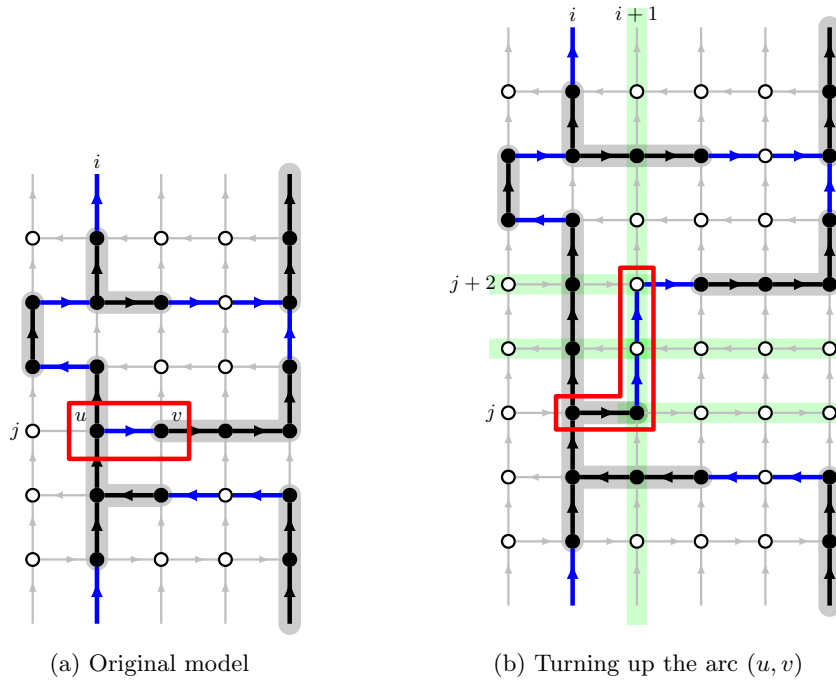 i
i + 1
i
j + 2
u
v
j
j
(a) Original model
(b) Turning up the arc (u, v)